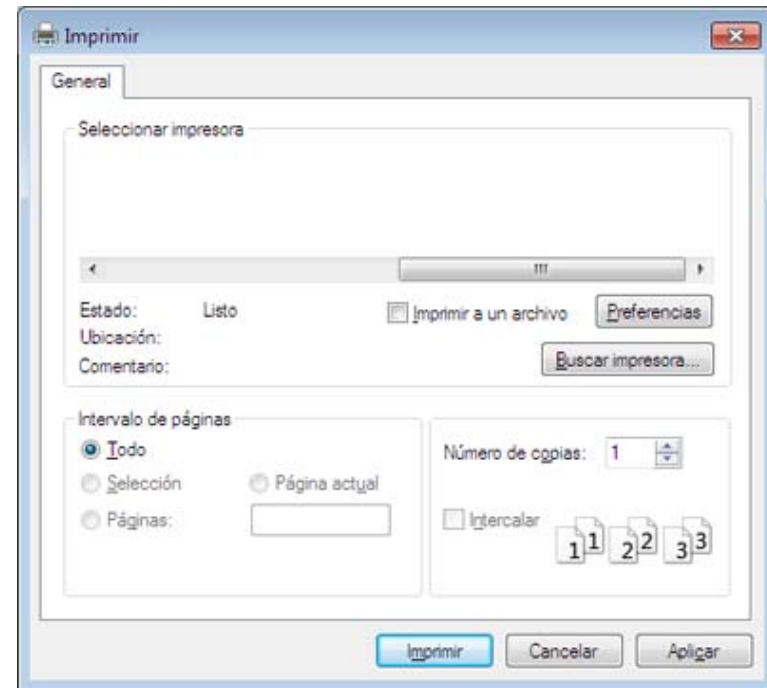 Imprimir
General
Seleccionar impresora
Estado: Listo
Imprimir a un archivo
Preferencias
Ubicación:
Comentario:
Buscar impresora...
Intervalo de páginas
Todo
Selección
Página actual
Páginas:
Número de copias: 1
Intercalar
1 1 2 2 3 3
Imprimir
Cancelar
Aplicar